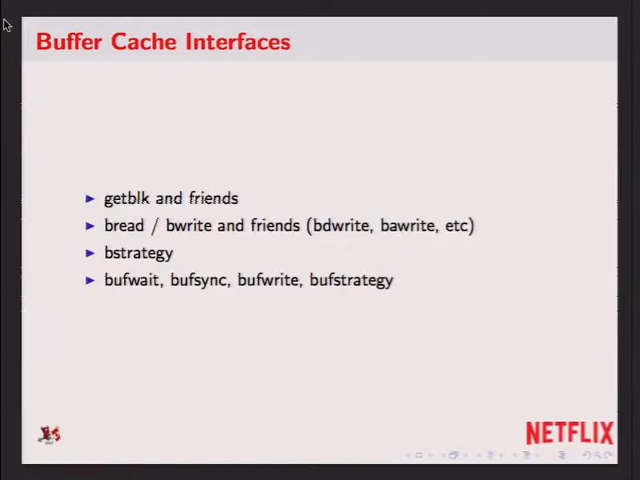 Buffer Cache Interfaces
getblk and friends
bread / bwrite and friends (bdwrite, bawrite, etc)
bstrategy
bufwait, bufsync, bufwrite, bufstrategy
NETFLIX